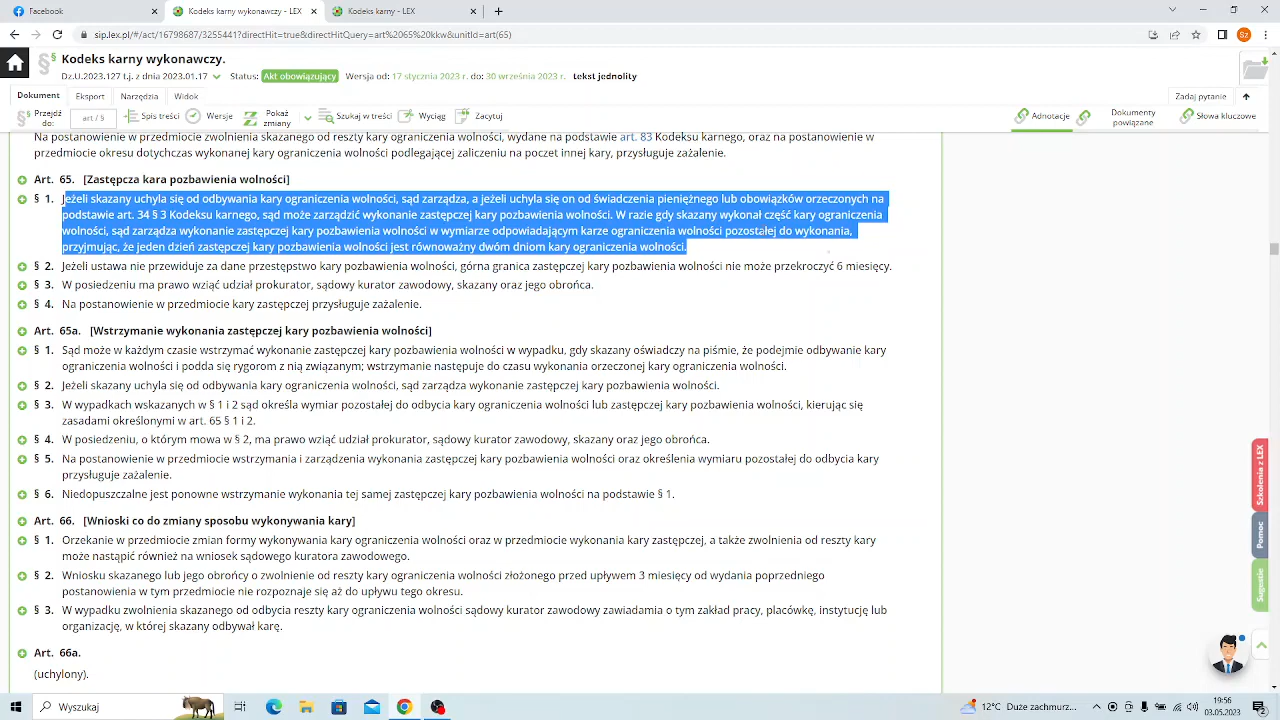 Facebook
Kodeks karny wykonawczy - LEX
Kodeks karny - LEX
sip.lex.pl/#/act/16798687/3255441?directHit=true&directHitQuery=art%2065%20kkw&unitId=art(65)
Sz
Kodeks karny wykonawczy.
Dz.U.2023.127 t.j. z dnia 2023.01.17 Status: Akt obowiązujący Wersja od: 17 stycznia 2023 r. do: 30 września 2023 r. tekst jednolity
Dokument Eksport Narzędzia Widok Zadaj pytanie
Przejdź do: art / 9 Spis treści Wersje Pokaż zmiany Szukaj w treści Wyciąg Zacytuj Adnotacje Dokumenty powiązane Słowa kluczowe
Na postanowienie w przedmiocie zwolnienia skazanego od reszty kary ograniczenia wolności, wydane na podstawie art. 83 Kodeksu karnego, oraz na postanowienie w
przedmiocie okresu dotychczas wykonanej kary ograniczenia wolności podlegającej zaliczeniu na poczet innej kary, przysługuje zażalenie.
Art. 65. [Zastępcza kara pozbawienia wolności]
§ 1. Jeżeli skazany uchyla się od odbywania kary ograniczenia wolności, sąd zarządza, a jeżeli uchyla się on od świadczenia pieniężnego lub obowiązków orzeczonych na
podstawie art. 34 § 3 Kodeksu karnego, sąd może zarządzić wykonanie zastępczej kary pozbawienia wolności. W razie gdy skazany wykonał część kary ograniczenia
wolności, sąd zarządza wykonanie zastępczej kary pozbawienia wolności w wymiarze odpowiadającym karze ograniczenia wolności pozostałej do wykonania,
przyjmując, że jeden dzień zastępczej kary pozbawienia wolności jest równoważny dwóm dniom kary ograniczenia wolności.
§ 2. Jeżeli ustawa nie przewiduje za dane przestępstwo kary pozbawienia wolności, górna granica zastępczej kary pozbawienia wolności nie może przekroczyć 6 miesięcy.
§ 3. W posiedzeniu ma prawo wziąć udział prokurator, sądowy kurator zawodowy, skazany oraz jego obrońca.
§ 4. Na postanowienie w przedmiocie kary zastępczej przysługuje zażalenie.
Art. 65a. [Wstrzymanie wykonania zastępczej kary pozbawienia wolności]
§ 1. Sąd może w każdym czasie wstrzymać wykonanie zastępczej kary pozbawienia wolności w wypadku, gdy skazany oświadczy na piśmie, że podejmie odbywanie kary
ograniczenia wolności i podda się rygorom z nią związanym; wstrzymanie następuje do czasu wykonania orzeczonej kary ograniczenia wolności.
§ 2. Jeżeli skazany uchyla się od odbywania kary ograniczenia wolności, sąd zarządza wykonanie zastępczej kary pozbawienia wolności.
§ 3. W wypadkach wskazanych w § 1 i 2 sąd określa wymiar pozostałej do odbycia kary ograniczenia wolności lub zastępczej kary pozbawienia wolności, kierując się
zasadami określonymi w art. 65 § 1 i 2.
§ 4. W posiedzeniu, o którym mowa w § 2, ma prawo wziąć udział prokurator, sądowy kurator zawodowy, skazany oraz jego obrońca.
§ 5. Na postanowienie w przedmiocie wstrzymania i zarządzenia wykonania zastępczej kary pozbawienia wolności oraz określenia wymiaru pozostałej do odbycia kary
przysługuje zażalenie.
§ 6. Niedopuszczalne jest ponowne wstrzymanie wykonania tej samej zastępczej kary pozbawienia wolności na podstawie § 1.
Art. 66. [Wnioski co do zmiany sposobu wykonywania kary]
§ 1. Orzekanie w przedmiocie zmian formy wykonywania kary ograniczenia wolności oraz w przedmiocie wykonania kary zastępczej, a także zwolnienia od reszty kary
może nastąpić również na wniosek sądowego kuratora zawodowego.
§ 2. Wniosku skazanego lub jego obrońcy o zwolnienie od reszty kary ograniczenia wolności złożonego przed upływem 3 miesięcy od wydania poprzedniego
postanowienia w tym przedmiocie nie rozpoznaje się aż do upływu tego okresu.
§ 3. W wypadku zwolnienia skazanego od odbycia reszty kary ograniczenia wolności sądowy kurator zawodowy zawiadamia o tym zakład pracy, placówkę, instytucję lub
organizację, w której skazany odbywał karę.
Art. 66a.
(uchylony).
Szkolenia z LEX
Pomoc
Sugestie
Wyszukaj
12°C Duże zachmurz...
19:56
03.05.2023
2